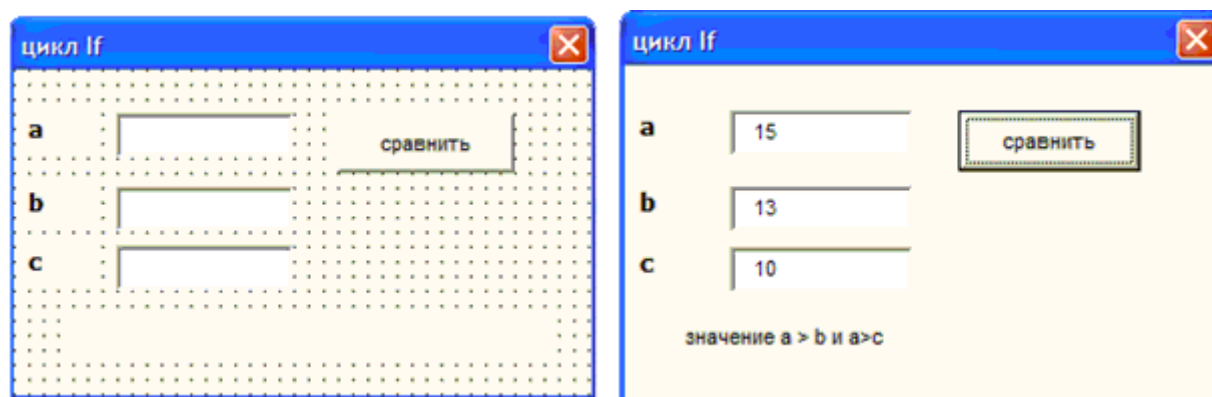 цикл If
a
сравнить
b
c
цикл If
a 15
сравнить
b 13
c 10
значение a > b и a>c